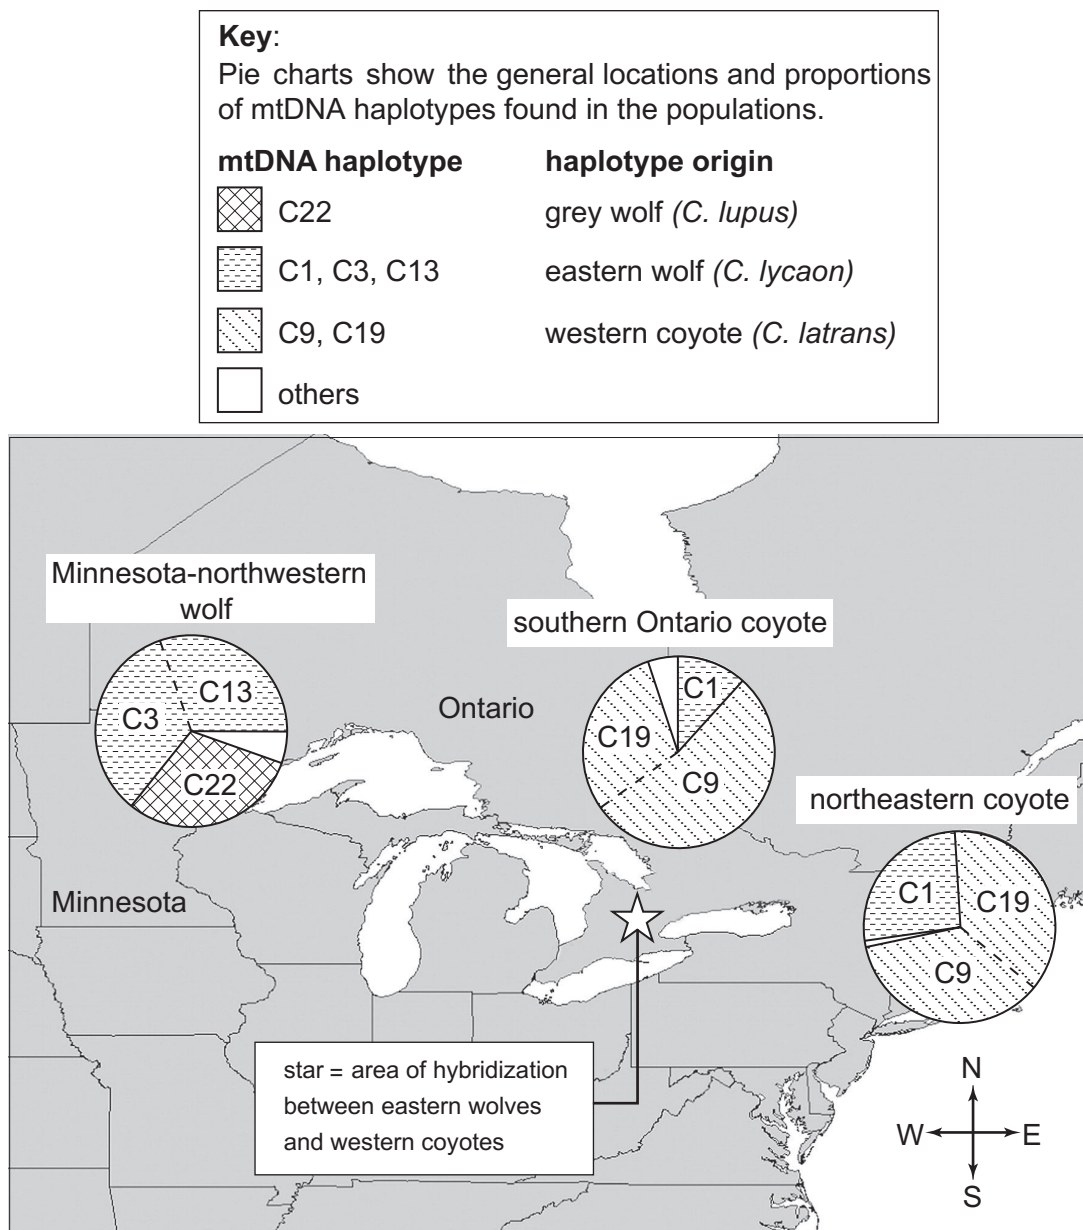 Key:
Pie charts show the general locations and proportions
of mtDNA haplotypes found in the populations.
mtDNA haplotype haplotype origin
C22 grey wolf (C. lupus)
C1, C3, C13 eastern wolf (C. lycaon)
C9, C19 western coyote (C. latrans)
others
Minnesota-northwestern
wolf
C13
C3
C22
southern Ontario coyote
C1
C19
C9
Ontario
northeastern coyote
C1
C19
C9
Minnesota
star = area of hybridization
between eastern wolves
and western coyotes
N
W E
S